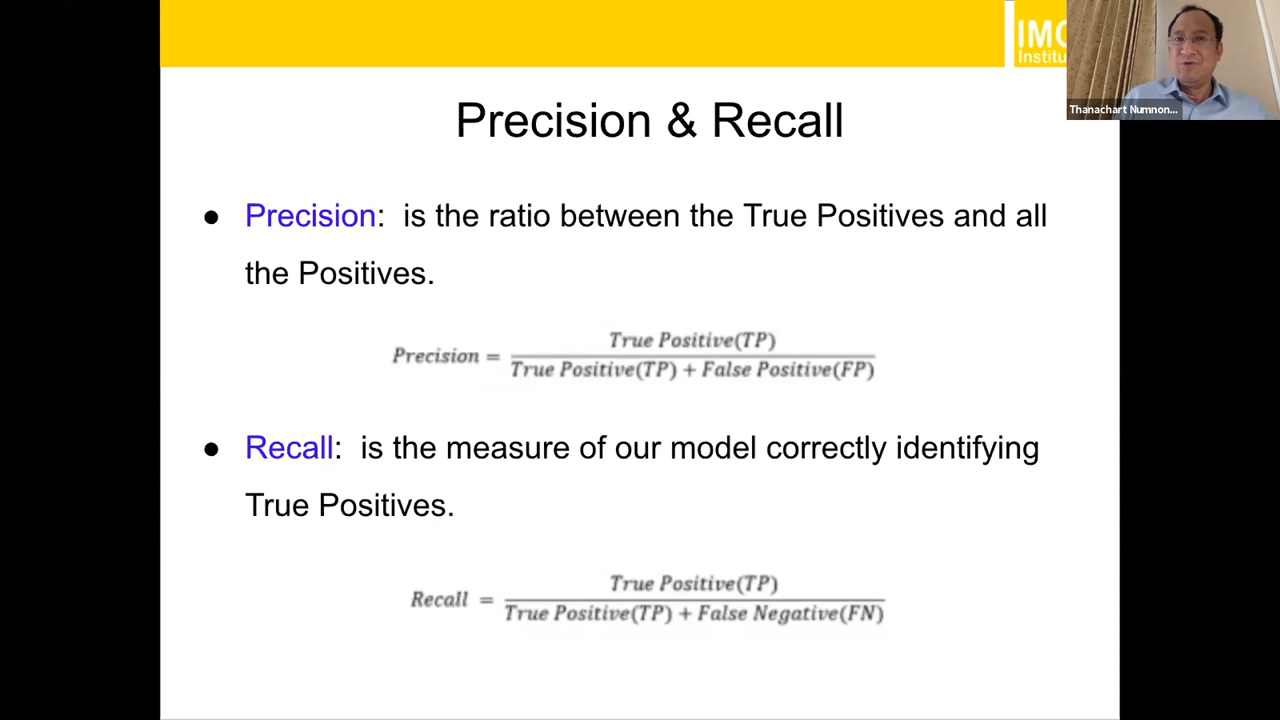 IMC
Institu
Thanachart Numnon...
Precision & Recall
● Precision: is the ratio between the True Positives and all
the Positives.
Precision = True Positive(TP) / True Positive(TP) + False Positive(FP)
● Recall: is the measure of our model correctly identifying
True Positives.
Recall = True Positive(TP) / True Positive(TP) + False Negative(FN)